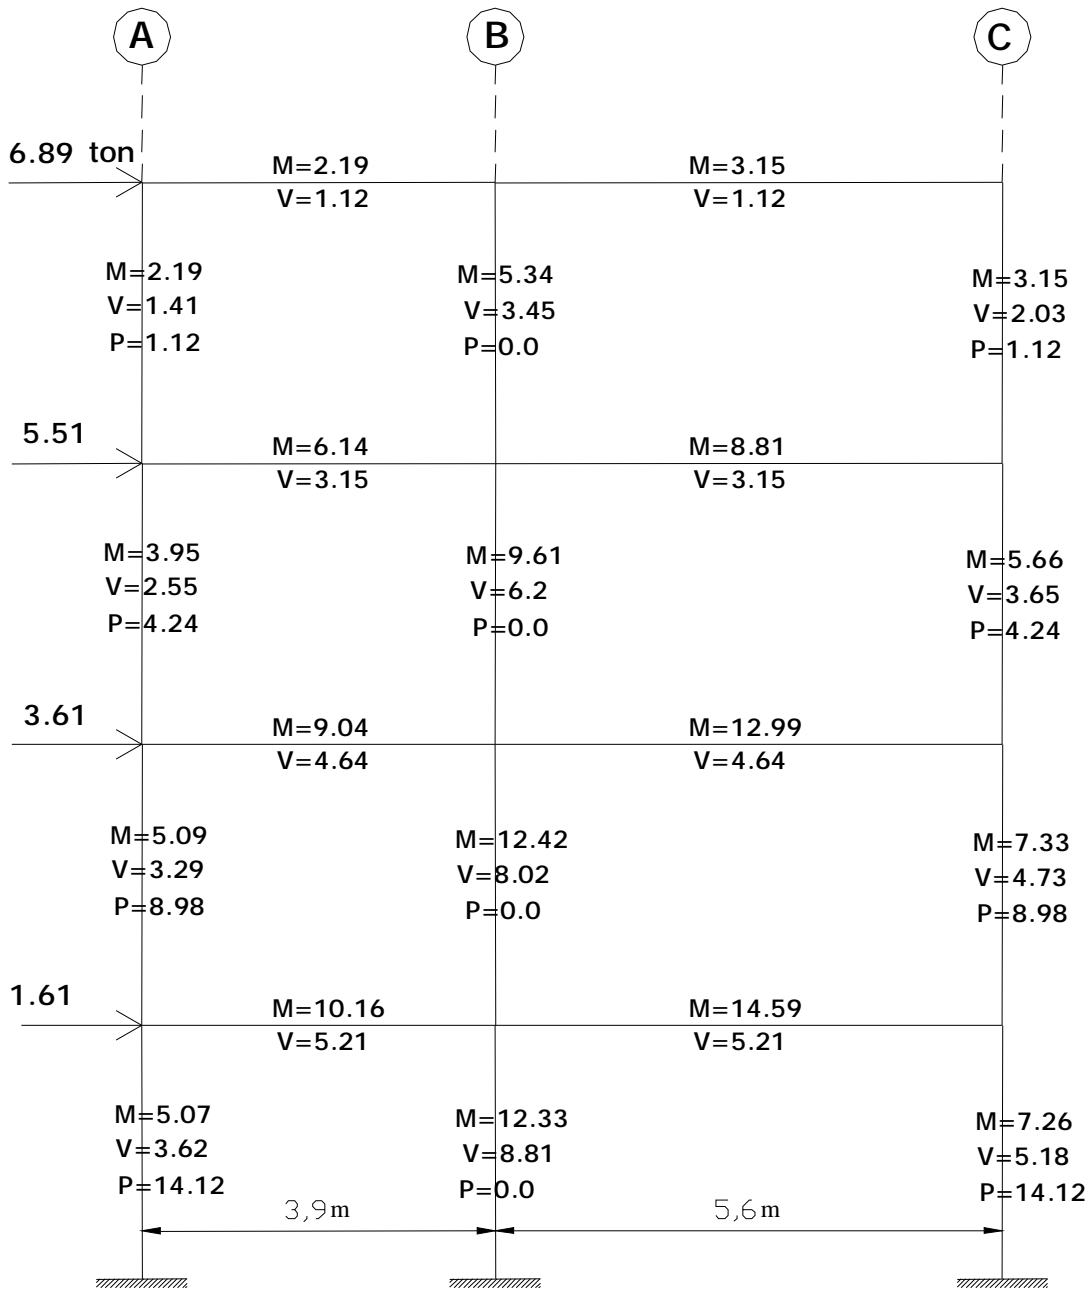 A B C
6.89 ton
M=2.19 M=3.15
V=1.12 V=1.12
M=2.19 M=5.34 M=3.15
V=1.41 V=3.45 V=2.03
P=1.12 P=0.0 P=1.12
5.51
M=6.14 M=8.81
V=3.15 V=3.15
M=3.95 M=9.61 M=5.66
V=2.55 V=6.2 V=3.65
P=4.24 P=0.0 P=4.24
3.61
M=9.04 M=12.99
V=4.64 V=4.64
M=5.09 M=12.42 M=7.33
V=3.29 V=8.02 V=4.73
P=8.98 P=0.0 P=8.98
1.61
M=10.16 M=14.59
V=5.21 V=5.21
M=5.07 M=12.33 M=7.26
V=3.62 V=8.81 V=5.18
P=14.12 P=0.0 P=14.12
3,9m 5,6m